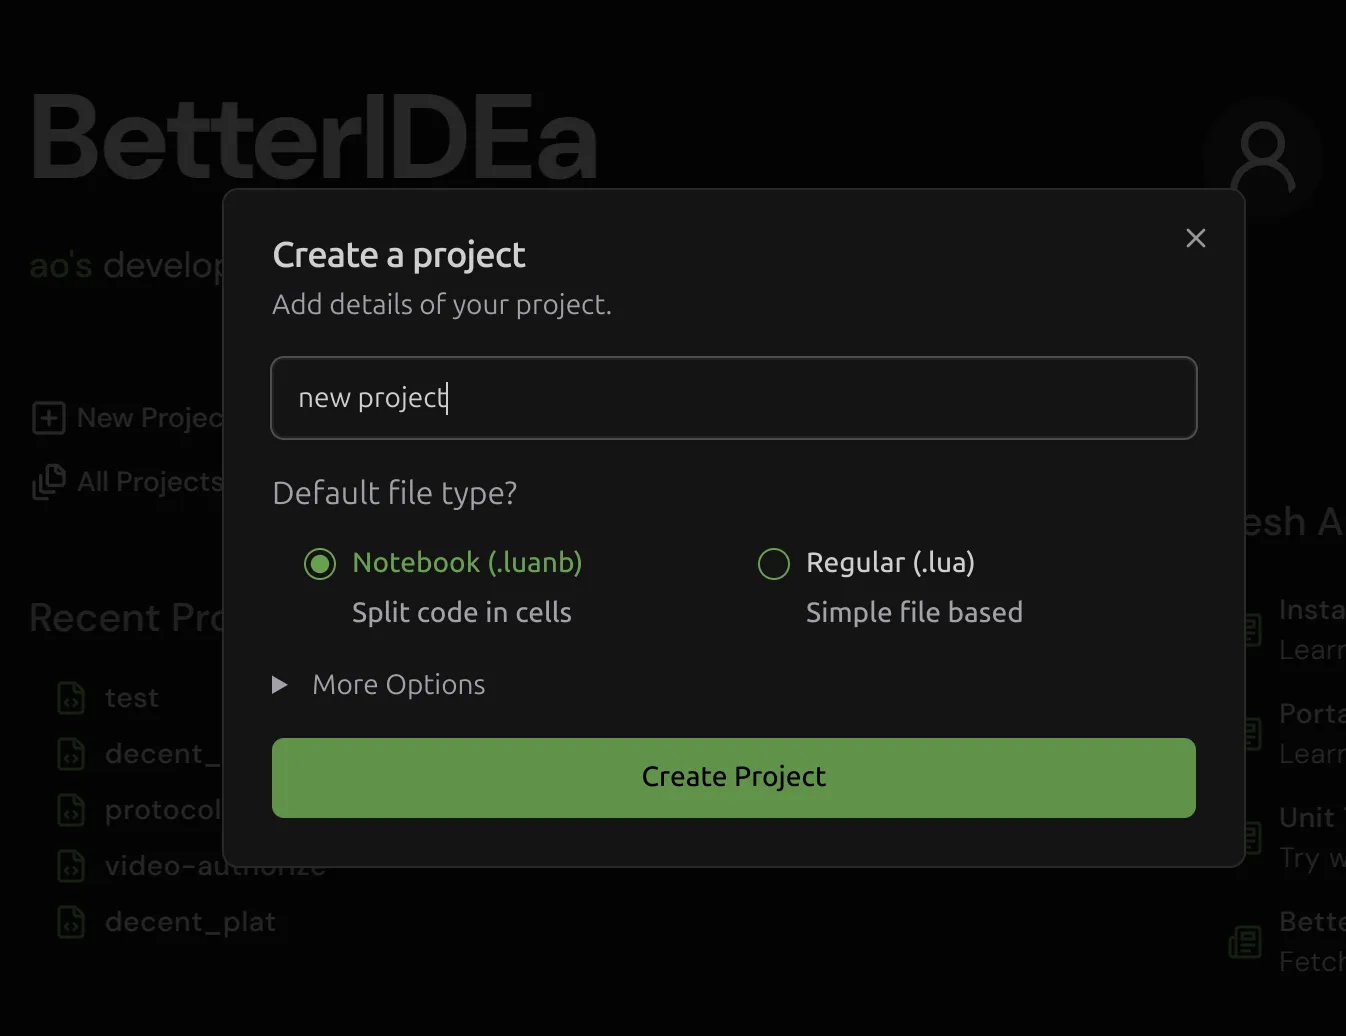 BetterIDEa
ao's develop
New Projec
All Projects
Recent Pro
test
decent_
protocol
video-authorize
decent_plat
Create a project
Add details of your project.
new project
Default file type?
Notebook (.luanb)
Split code in cells
Regular (.lua)
Simple file based
More Options
Create Project
esh A
Insta
Learn
Porta
Learn
Unit
Try w
Bette
Fetch